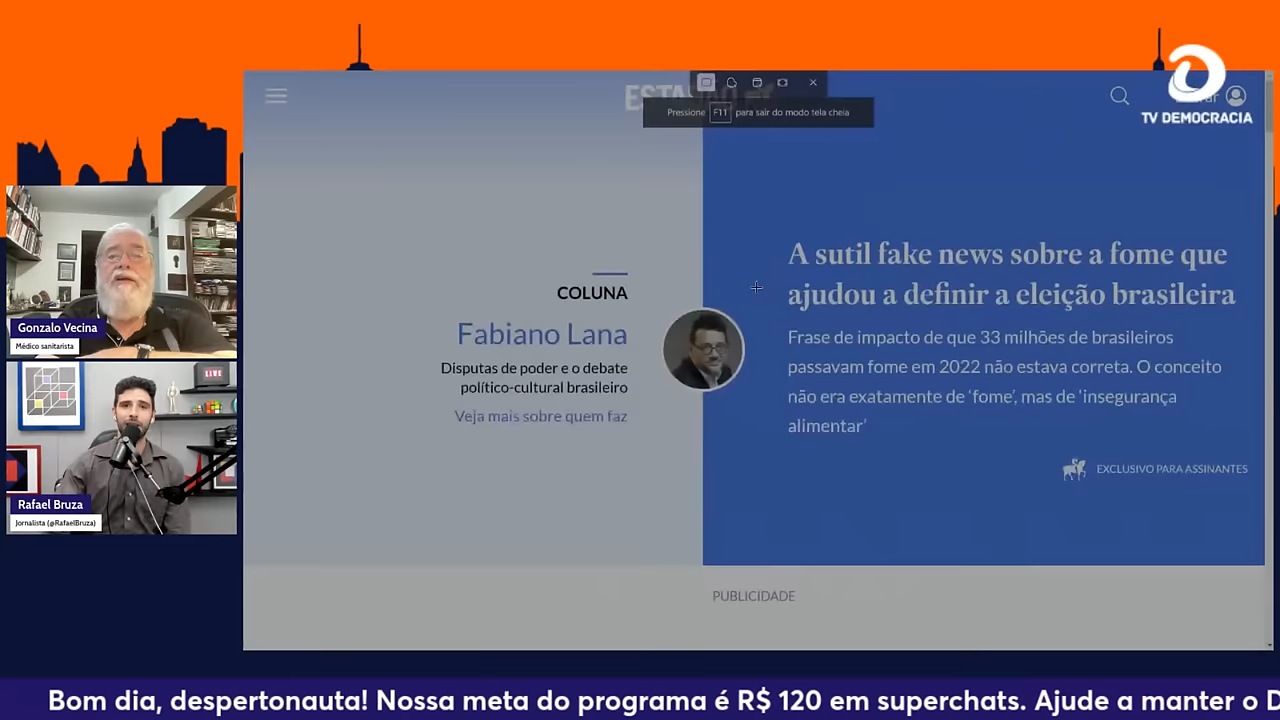 ESTADÃO
Pressione F11 para sair do modo tela cheia
TV DEMOCRACIA
COLUNA
Fabiano Lana
Disputas de poder e o debate
político-cultural brasileiro
Veja mais sobre quem faz
A sutil fake news sobre a fome que
ajudou a definir a eleição brasileira
Frase de impacto de que 33 milhões de brasileiros
passavam fome em 2022 não estava correta. O conceito
não era exatamente de ‘fome’, mas de ‘insegurança
alimentar’
EXCLUSIVO PARA ASSINANTES
PUBLICIDADE
Gonzalo Vecina
Médico sanitarista
LIVE
Rafael Bruza
Jornalista (@RafaelBruza)
Bom dia, despertonauta! Nossa meta do programa é R$ 120 em superchats. Ajude a manter o D